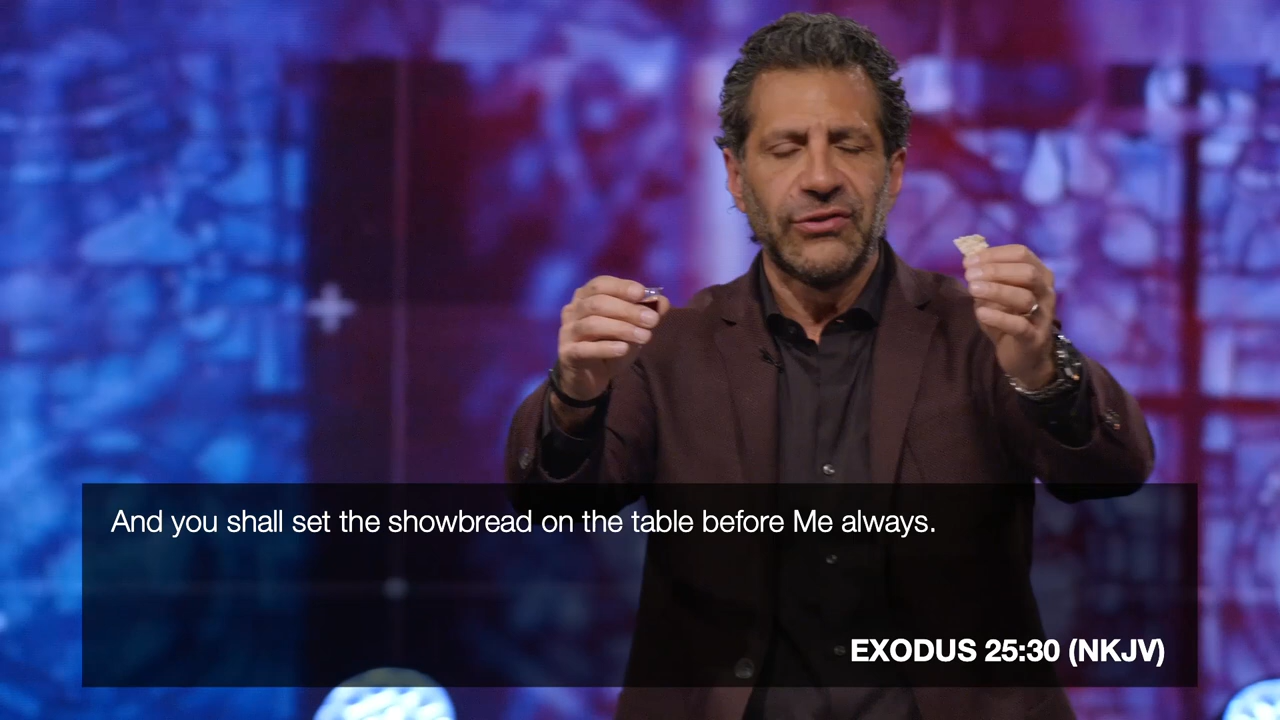 And you shall set the showbread on the table before Me always.
EXODUS 25:30 (NKJV)